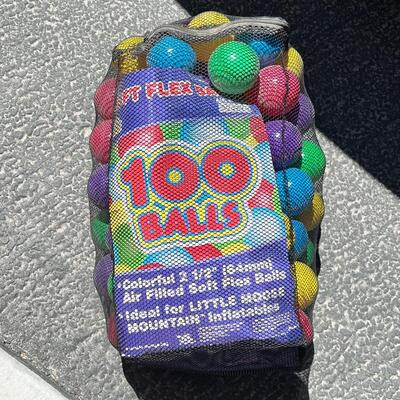 FT FLEX
100
BALLS
•Colorful 2 1/2" (64mm)
Air Filled Soft Flex Balls
•Ideal for LITTLE MOOSE
MOUNTAIN™ Inflatables